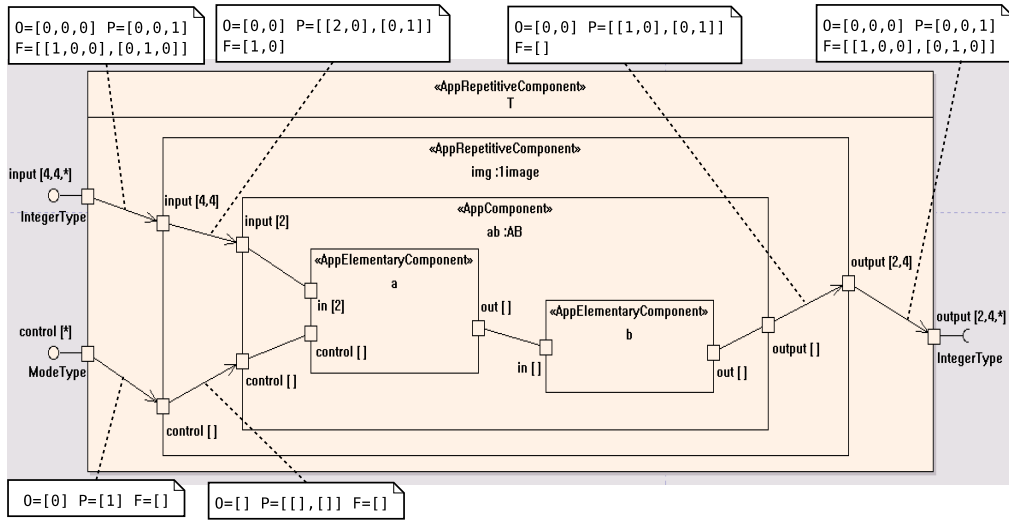 O=[0,0,0] P=[0,0,1]
F=[[1,0,0],[0,1,0]]
O=[0,0] P=[[2,0],[0,1]]
F=[1,0]
O=[0,0] P=[[1,0],[0,1]]
F=[]
O=[0,0,0] P=[0,0,1]
F=[[1,0,0],[0,1,0]]
«AppRepetitiveComponent»
T
«AppRepetitiveComponent»
img :1image
input [4,4,*]
IntegerType
input [4,4]
input [2]
«AppComponent»
ab :AB
«AppElementaryComponent»
a
in [2]
control []
out []
«AppElementaryComponent»
b
in []
out []
output []
output [2,4]
output [2,4,*]
IntegerType
control [*]
ModeType
control []
control []
O=[0] P=[1] F=[]
O=[] P=[[],[]] F=[]